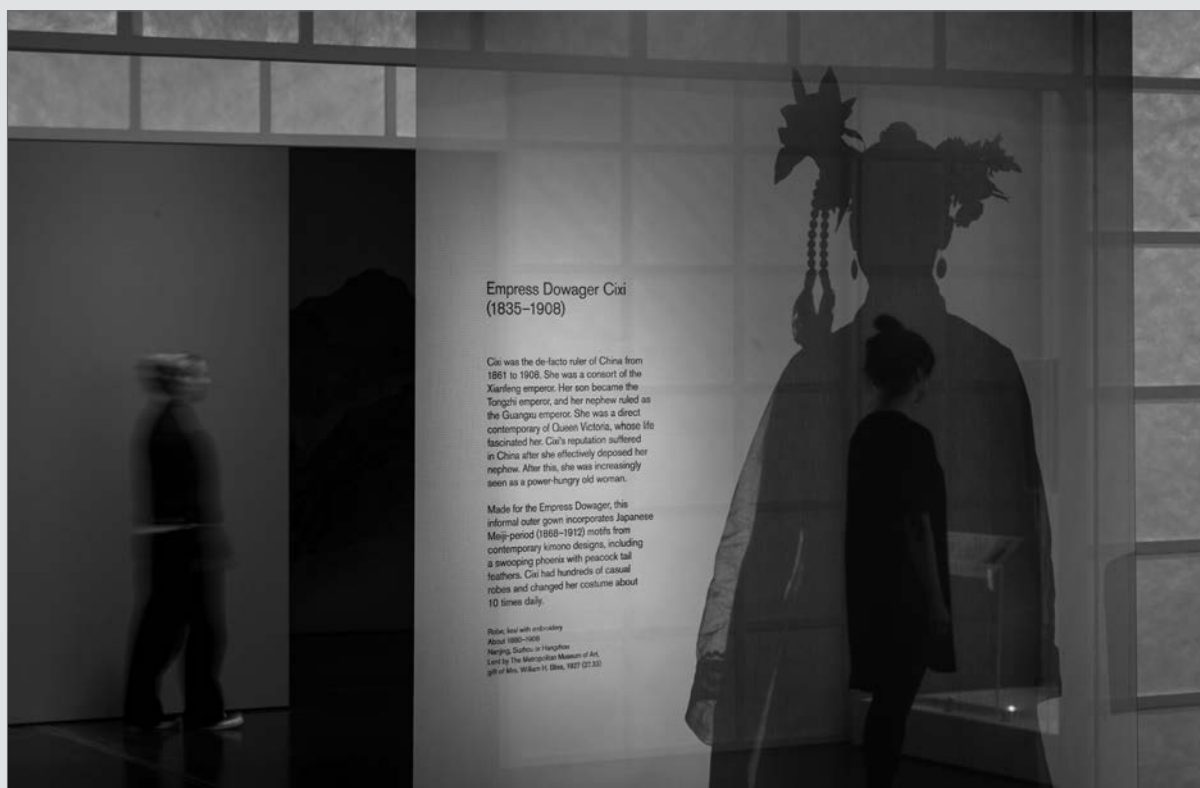 Empress Dowager Cixi
(1835–1908)
Cixi was the de-facto ruler of China from
1861 to 1908. She was a consort of the
Xianfeng emperor. Her son became the
Tongzhi emperor, and her nephew ruled as
the Guangxu emperor. She was a direct
contemporary of Queen Victoria, whose life
fascinated her. Cixi's reputation suffered
in China after she effectively deposed her
nephew. After this, she was increasingly
seen as a power-hungry old woman.
Made for the Empress Dowager, this
informal outer gown incorporates Japanese
Meiji-period (1868–1912) motifs from
contemporary kimono designs, including
a swooping phoenix with peacock tail
feathers. Cixi had hundreds of casual
robes and changed her costume about
10 times daily.
Robe; kesi with embroidery
About 1880–1908
Nanjing, Suzhou or Hangzhou
Lent by The Metropolitan Museum of Art,
gift of Mrs. William H. Bliss, 1927 (27.33)